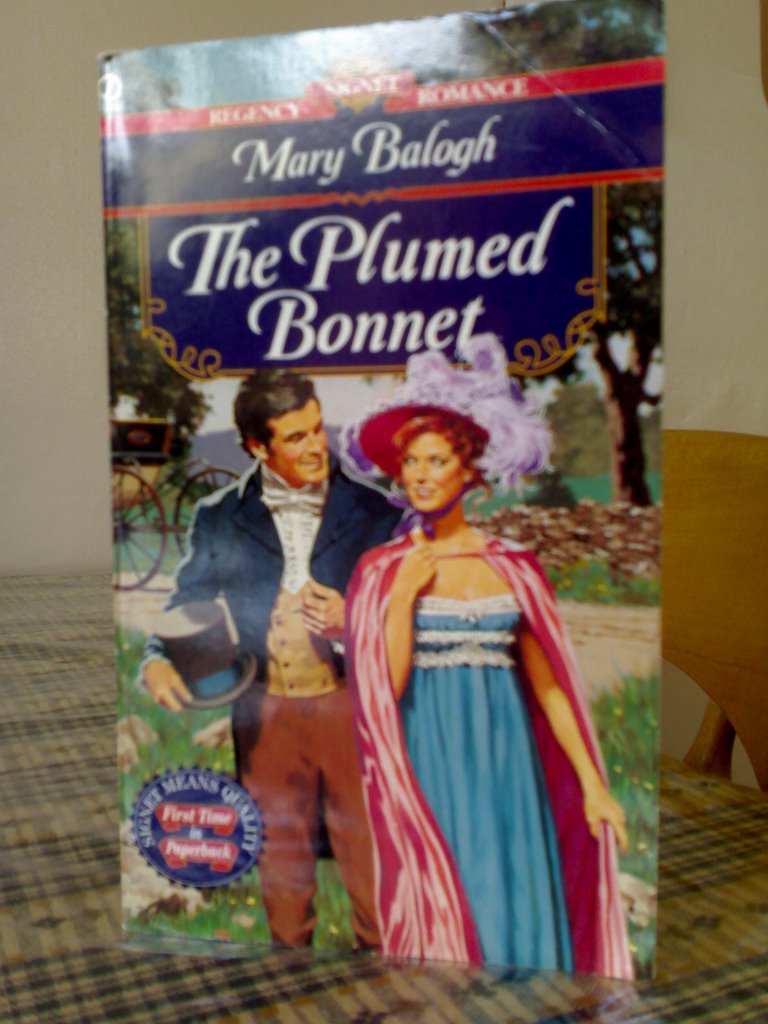 SIGNET
REGENCY ROMANCE
Mary Balogh
The Plumed
Bonnet
SIGNET MEANS QUALITY
First Time
in
Paperback